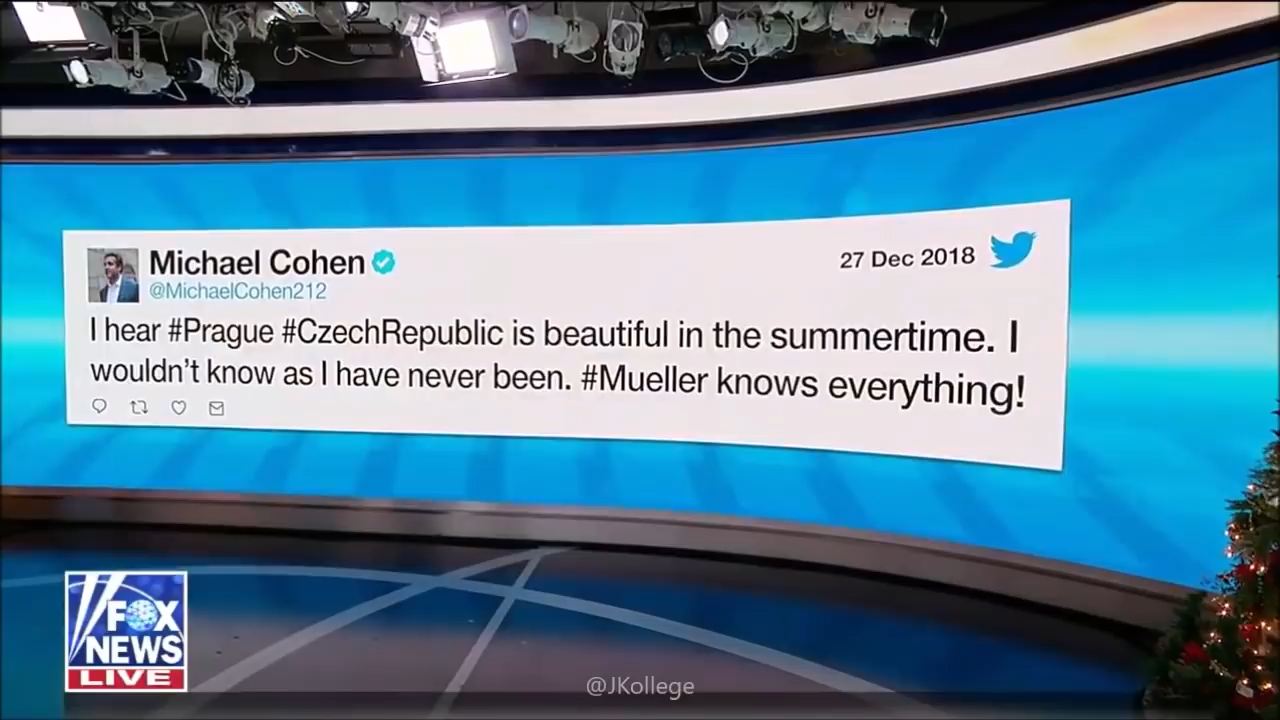 Michael Cohen
@MichaelCohen212
27 Dec 2018
I hear #Prague #CzechRepublic is beautiful in the summertime. I
wouldn't know as I have never been. #Mueller knows everything!
FOX
NEWS
LIVE
@JKollege